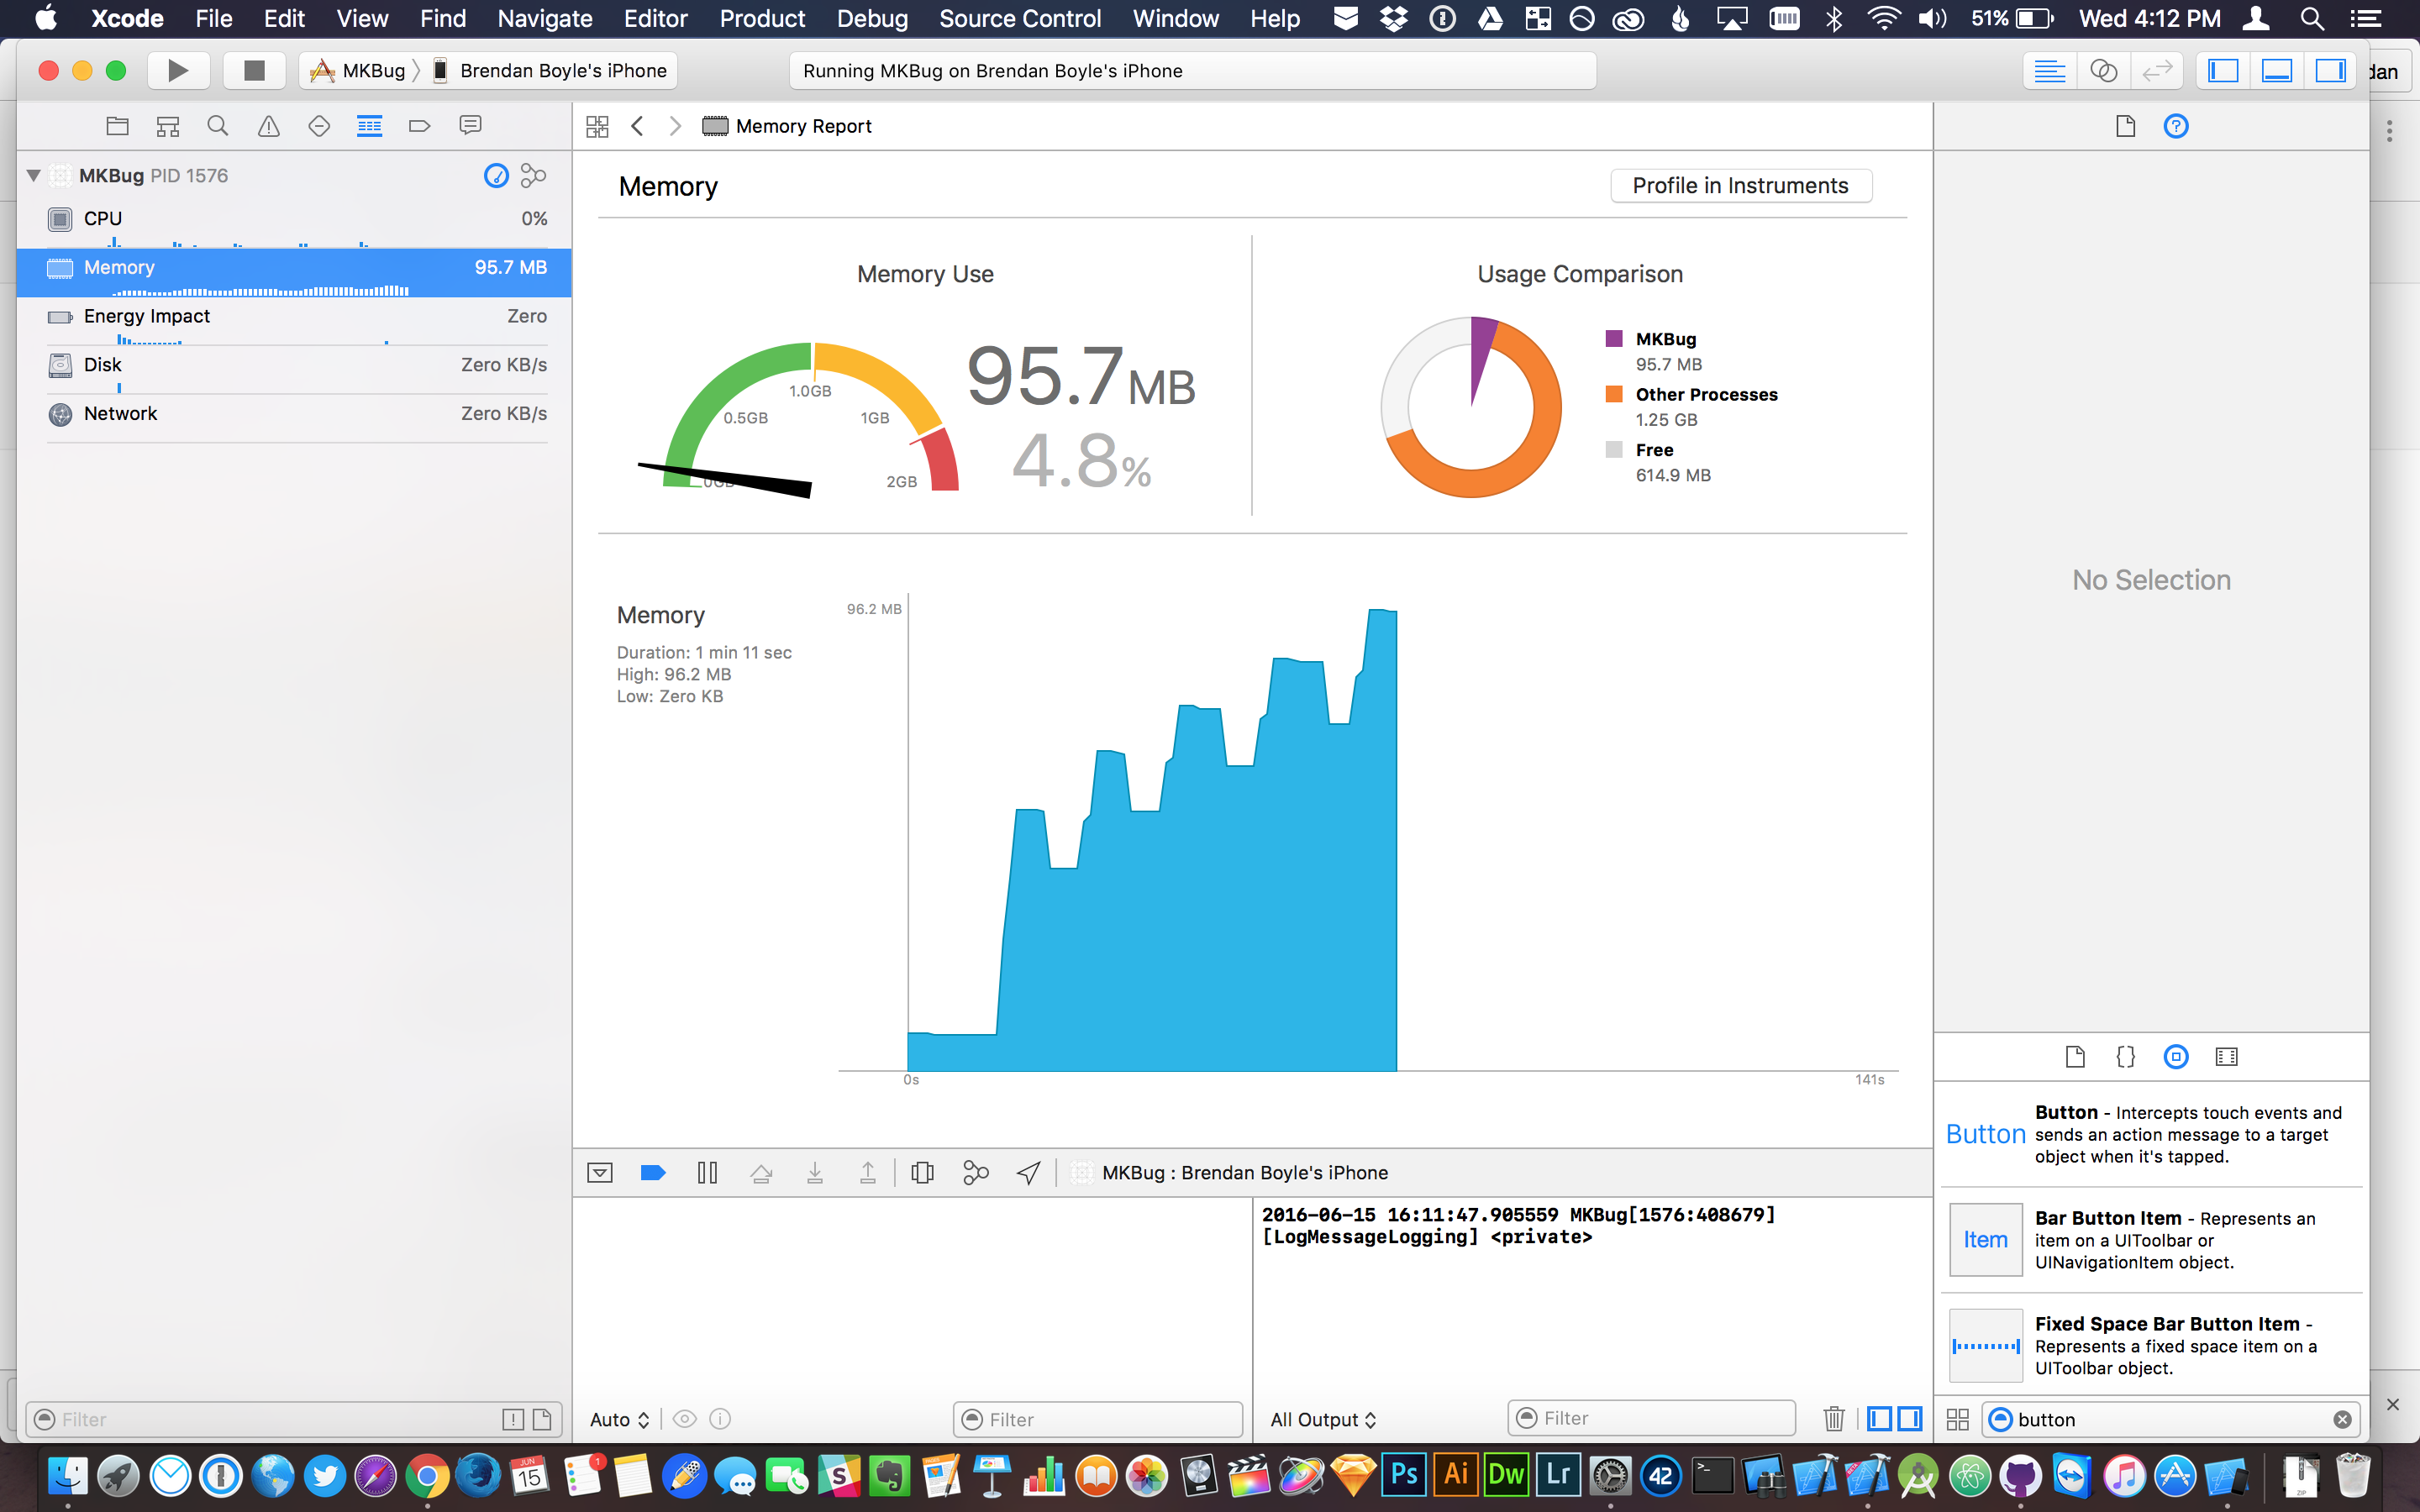 Xcode File Edit View Find Navigate Editor Product Debug Source Control Window Help 51% Wed 4:12 PM
MKBug Brendan Boyle's iPhone
Running MKBug on Brendan Boyle's iPhone
dan
Memory Report
MKBug PID 1576
CPU 0%
Memory 95.7 MB
Energy Impact Zero
Disk Zero KB/s
Network Zero KB/s
Memory
Profile in Instruments
Memory Use
0GB
0.5GB
1.0GB
1GB
2GB
95.7MB
4.8%
Usage Comparison
MKBug
95.7 MB
Other Processes
1.25 GB
Free
614.9 MB
Memory
Duration: 1 min 11 sec
High: 96.2 MB
Low: Zero KB
96.2 MB
0s
141s
No Selection
MKBug : Brendan Boyle's iPhone
2016-06-15 16:11:47.905559 MKBug[1576:408679]
[LogMessageLogging] <private>
Button
Button - Intercepts touch events and
sends an action message to a target
object when it's tapped.
Item
Bar Button Item - Represents an
item on a UIToolbar or
UINavigationItem object.
Fixed Space Bar Button Item -
Represents a fixed space item on a
UIToolbar object.
Filter
Auto
Filter
All Output
Filter
button
JUN
15
1
Ps
Ai
Dw
Lr
42
ZIP